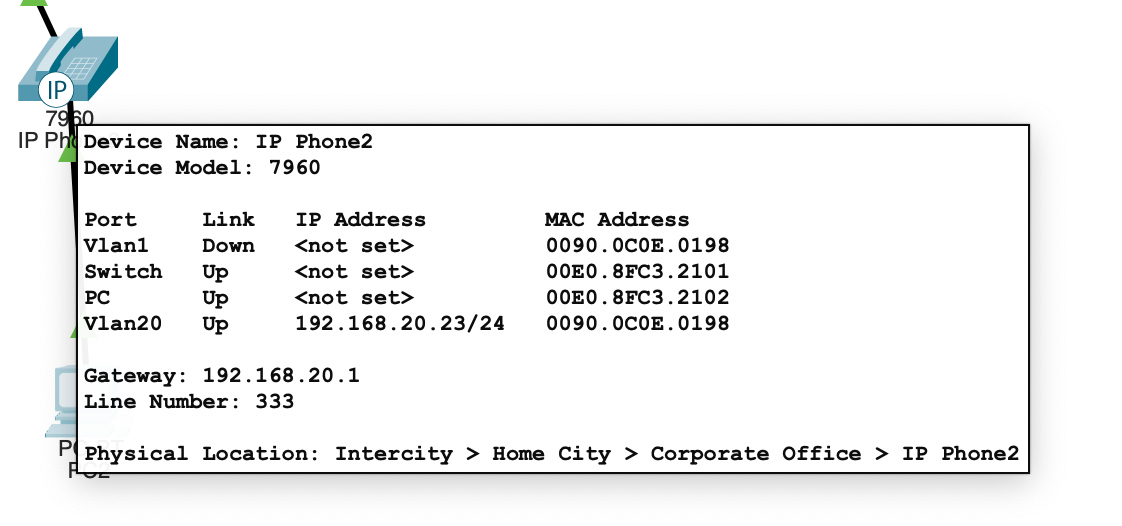 IP
7960
IP Ph
Device Name: IP Phone2
Device Model: 7960
Port Link IP Address MAC Address
Vlan1 Down <not set> 0090.0C0E.0198
Switch Up <not set> 00E0.8FC3.2101
PC Up <not set> 00E0.8FC3.2102
Vlan20 Up 192.168.20.23/24 0090.0C0E.0198
Gateway: 192.168.20.1
Line Number: 333
Physical Location: Intercity > Home City > Corporate Office > IP Phone2
PC2